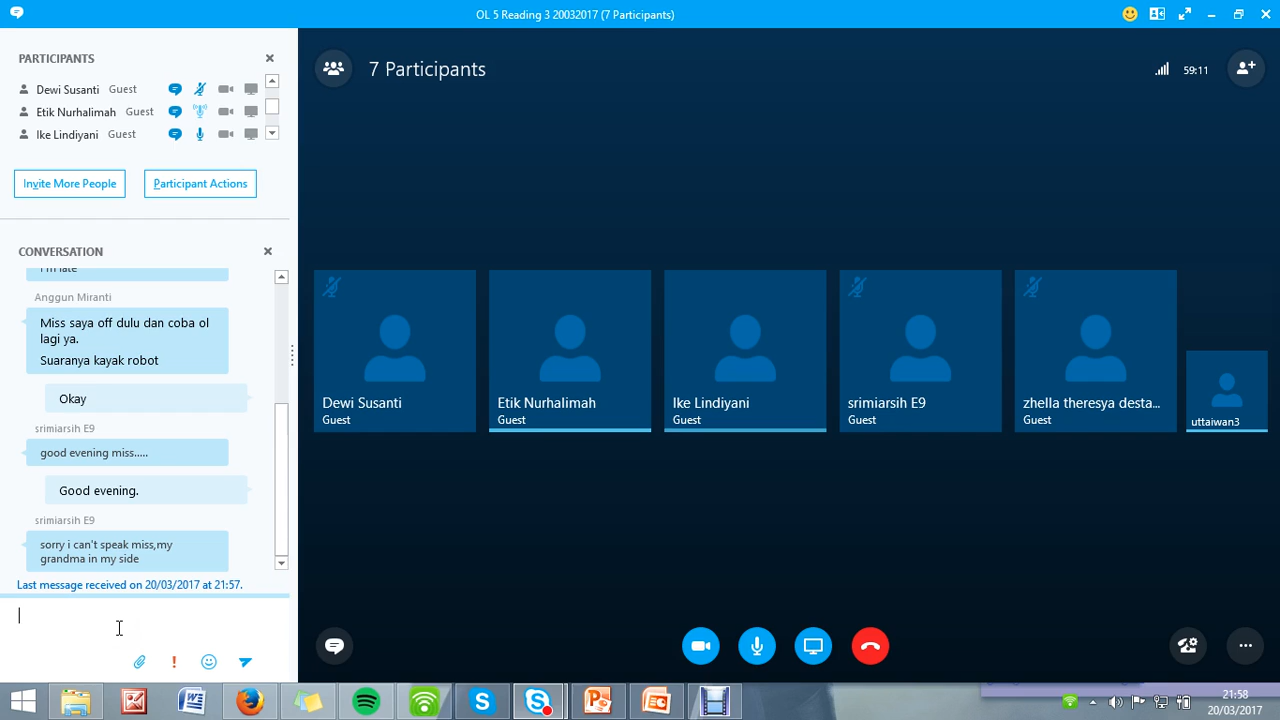 OL 5 Reading 3 20032017 (7 Participants)
PARTICIPANTS
Dewi Susanti Guest
Etik Nurhalimah Guest
Ike Lindiyani Guest
Invite More People
Participant Actions
CONVERSATION
I'm late
Anggun Miranti
Miss saya off dulu dan coba ol
lagi ya.
Suaranya kayak robot
Okay
srimiarsih E9
good evening miss.....
Good evening.
srimiarsih E9
sorry i can't speak miss,my
grandma in my side
Last message received on 20/03/2017 at 21:57.
7 Participants
59:11
Dewi Susanti
Guest
Etik Nurhalimah
Guest
Ike Lindiyani
Guest
srimiarsih E9
Guest
zhella theresya desta...
Guest
uttaiwan3
21:58
20/03/2017